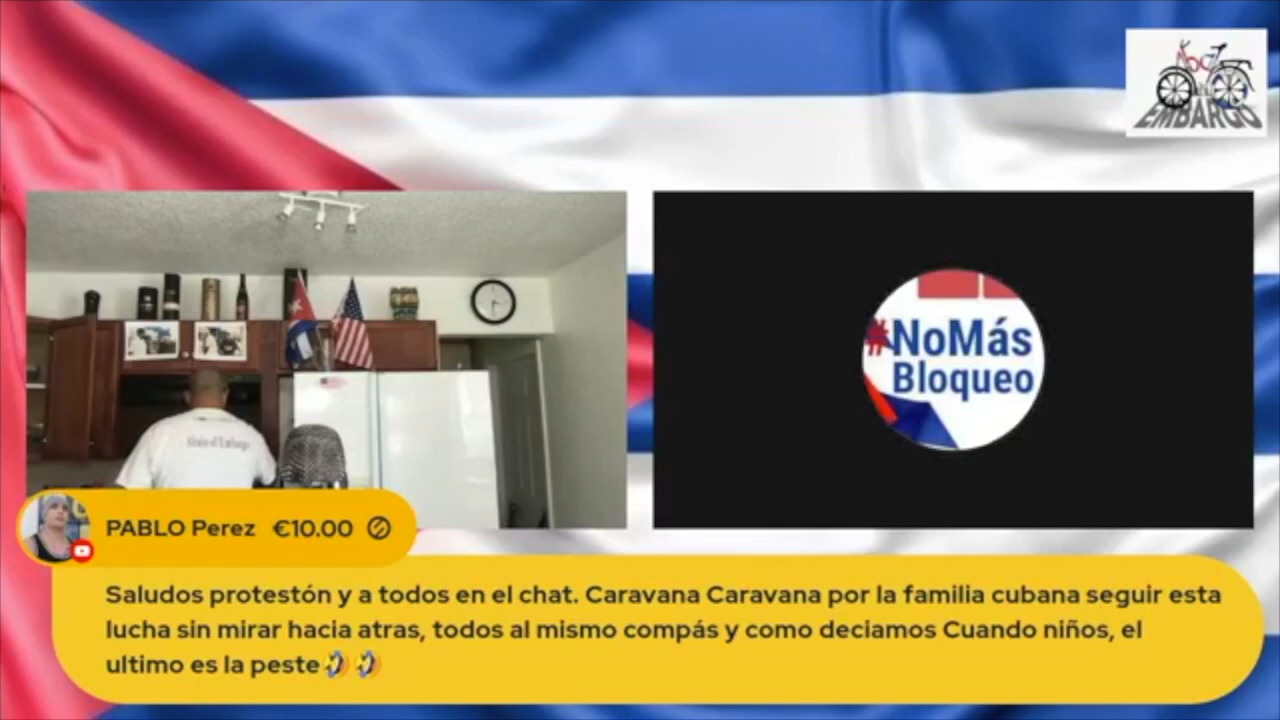 EMBARGO
#NoMás
Bloqueo
PABLO Perez €10.00
Saludos protestón y a todos en el chat. Caravana Caravana por la familia cubana seguir esta
lucha sin mirar hacia atras, todos al mismo compás y como deciamos Cuando niños, el
ultimo es la peste🤣🤣